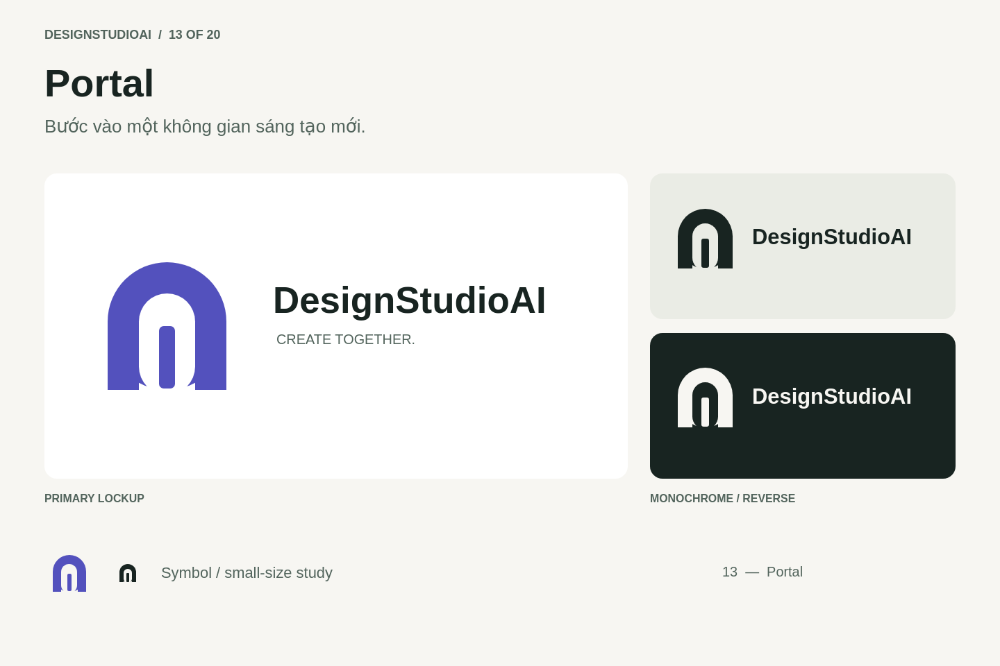 DESIGNSTUDIOAI / 13 OF 20
Portal
Bước vào một không gian sáng tạo mới.
DesignStudioAI
CREATE TOGETHER.
DesignStudioAI
DesignStudioAI
PRIMARY LOCKUP
MONOCHROME / REVERSE
Symbol / small-size study
13 — Portal